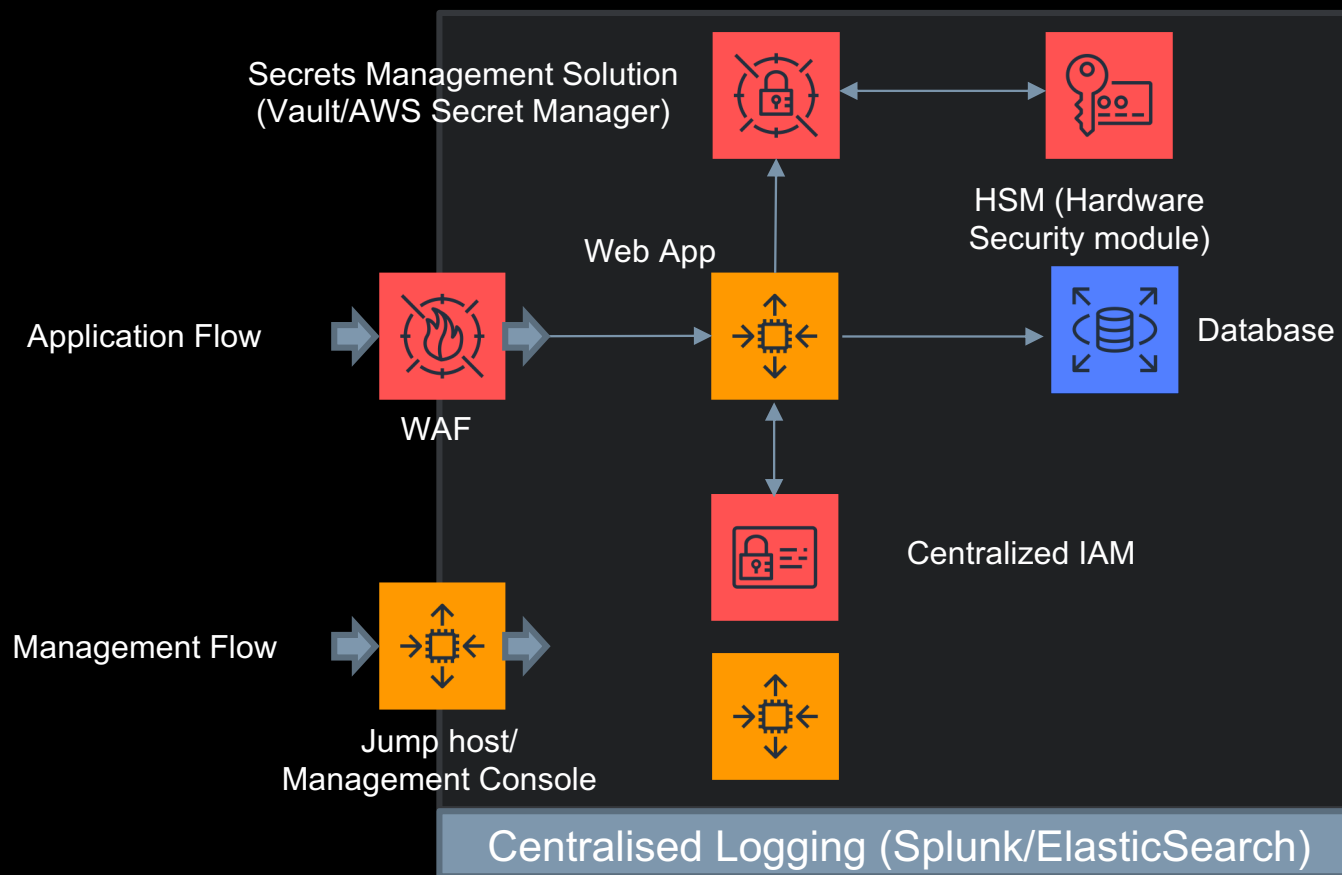 Secrets Management Solution
(Vault/AWS Secret Manager)
HSM (Hardware
Security module)
Web App
Application Flow
Database
WAF
Centralized IAM
Management Flow
Jump host/
Management Console
Centralised Logging (Splunk/ElasticSearch)